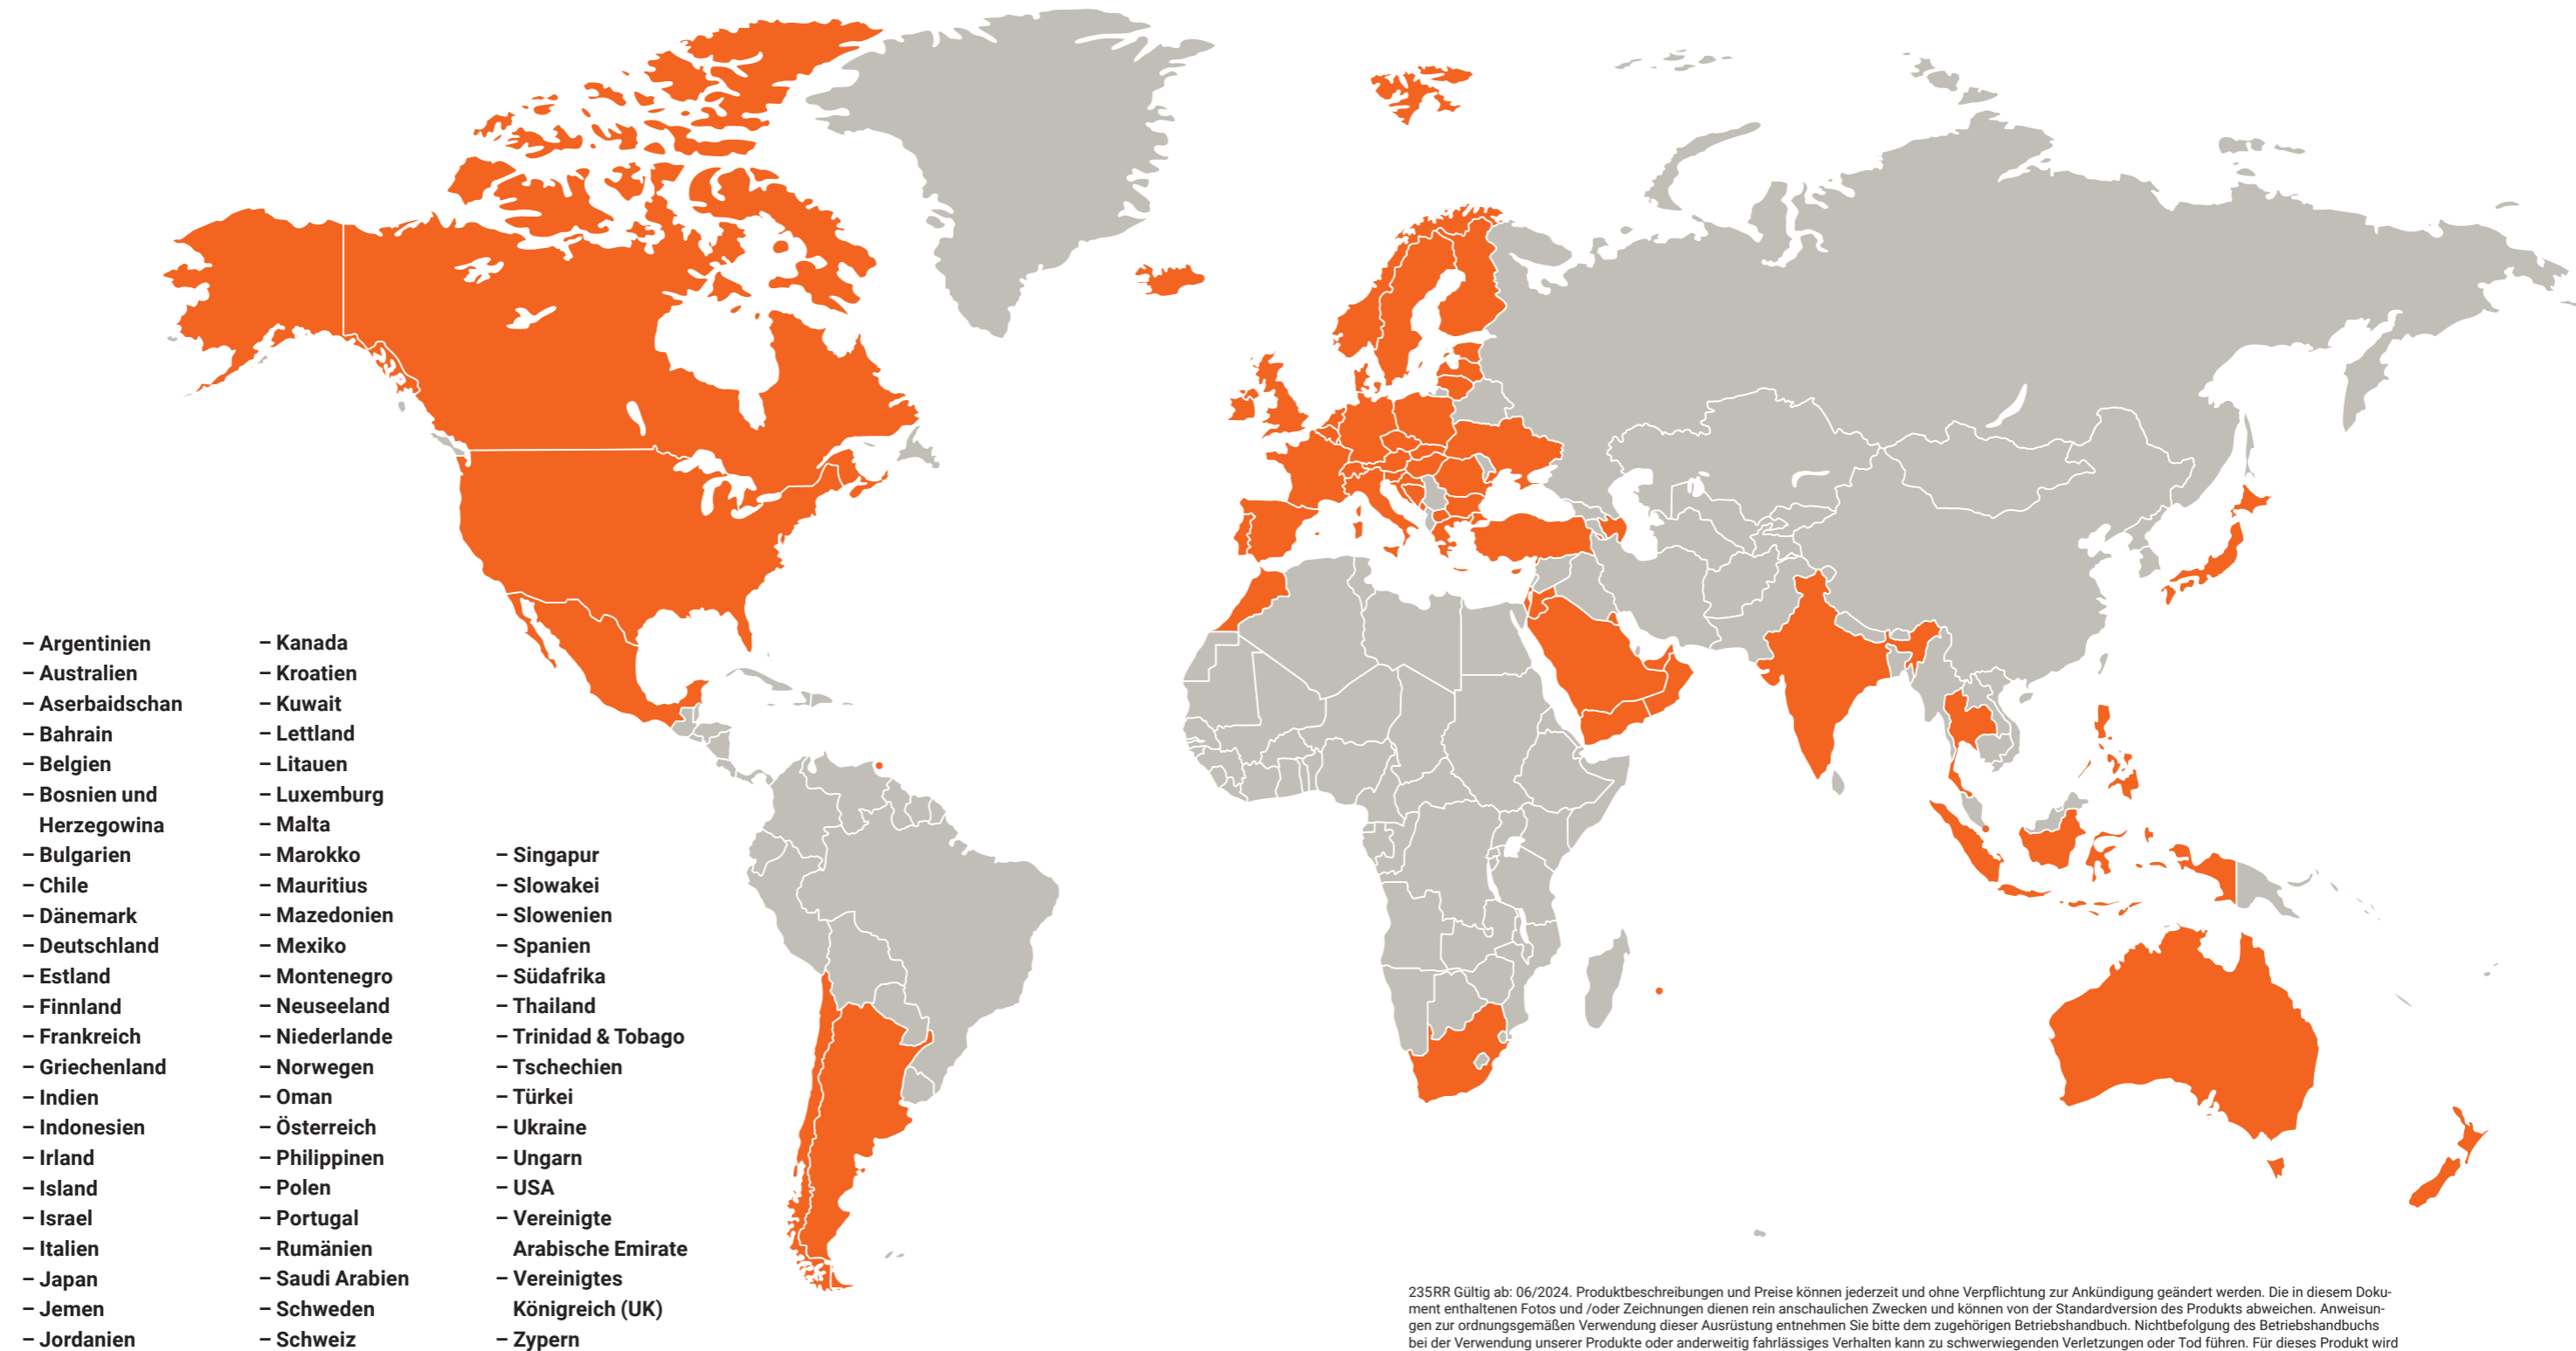 – Argentinien
– Australien
– Aserbaidschan
– Bahrain
– Belgien
– Bosnien und
Herzegowina
– Bulgarien
– Chile
– Dänemark
– Deutschland
– Estland
– Finnland
– Frankreich
– Griechenland
– Indien
– Indonesien
– Irland
– Island
– Israel
– Italien
– Japan
– Jemen
– Jordanien
– Kanada
– Kroatien
– Kuwait
– Lettland
– Litauen
– Luxemburg
– Malta
– Marokko
– Mauritius
– Mazedonien
– Mexiko
– Montenegro
– Neuseeland
– Niederlande
– Norwegen
– Oman
– Österreich
– Philippinen
– Polen
– Portugal
– Rumänien
– Saudi Arabien
– Schweden
– Schweiz
– Singapur
– Slowakei
– Slowenien
– Spanien
– Südafrika
– Thailand
– Trinidad & Tobago
– Tschechien
– Türkei
– Ukraine
– Ungarn
– USA
– Vereinigte
Arabische Emirate
– Vereinigtes
Königreich (UK)
– Zypern
235RR Gültig ab: 06/2024. Produktbeschreibungen und Preise können jederzeit und ohne Verpflichtung zur Ankündigung geändert werden. Die in diesem Doku-
ment enthaltenen Fotos und /oder Zeichnungen dienen rein anschaulichen Zwecken und können von der Standardversion des Produkts abweichen. Anweisun-
gen zur ordnungsgemäßen Verwendung dieser Ausrüstung entnehmen Sie bitte dem zugehörigen Betriebshandbuch. Nichtbefolgung des Betriebshandbuchs
bei der Verwendung unserer Produkte oder anderweitig fahrlässiges Verhalten kann zu schwerwiegenden Verletzungen oder Tod führen. Für dieses Produkt wird